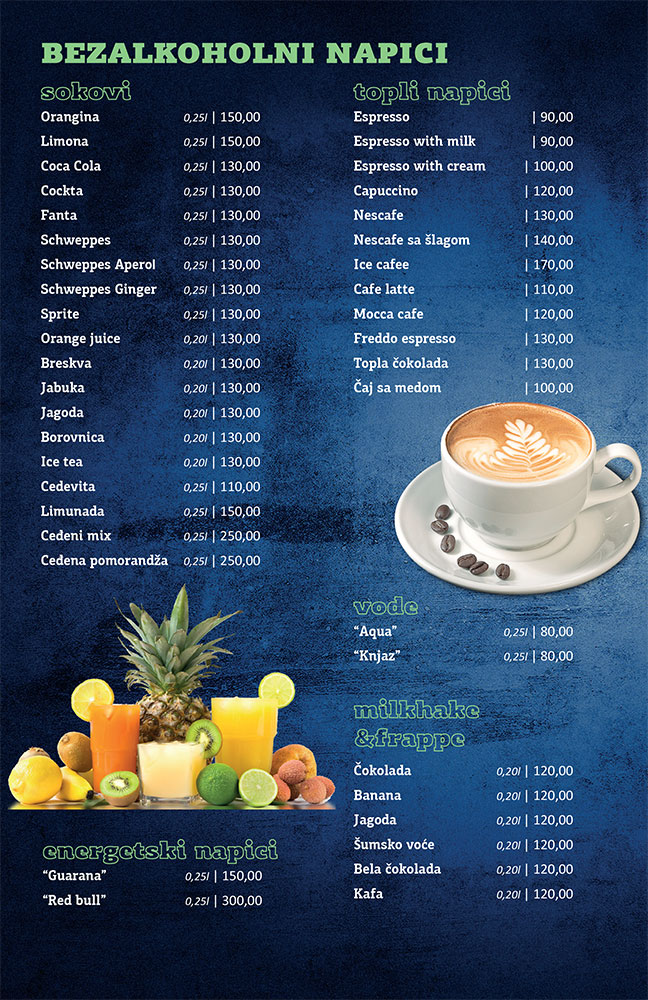 BEZALKOHOLNI NAPICI
sokovi
Orangina 0,25l | 150,00
Limona 0,25l | 150,00
Coca Cola 0,25l | 130,00
Cockta 0,25l | 130,00
Fanta 0,25l | 130,00
Schweppes 0,25l | 130,00
Schweppes Aperol 0,25l | 130,00
Schweppes Ginger 0,25l | 130,00
Sprite 0,25l | 130,00
Orange juice 0,20l | 130,00
Breskva 0,20l | 130,00
Jabuka 0,20l | 130,00
Jagoda 0,20l | 130,00
Borovnica 0,20l | 130,00
Ice tea 0,20l | 130,00
Cedevita 0,25l | 110,00
Limunada 0,25l | 150,00
Cedeni mix 0,25l | 250,00
Cedena pomorandža 0,25l | 250,00
energetski napici
“Guarana” 0,25l | 150,00
“Red bull” 0,25l | 300,00
topli napici
Espresso | 90,00
Espresso with milk | 90,00
Espresso with cream | 100,00
Capuccino | 120,00
Nescafe | 130,00
Nescafe sa šlagom | 140,00
Ice cafee | 170,00
Cafe latte | 110,00
Mocca cafe | 120,00
Freddo espresso | 130,00
Topla čokolada | 130,00
Čaj sa medom | 100,00
vode
“Aqua” 0,25l | 80,00
“Knjaz” 0,25l | 80,00
milkhake
&frappe
Čokolada 0,20l | 120,00
Banana 0,20l | 120,00
Jagoda 0,20l | 120,00
Šumsko voće 0,20l | 120,00
Bela čokolada 0,20l | 120,00
Kafa 0,20l | 120,00